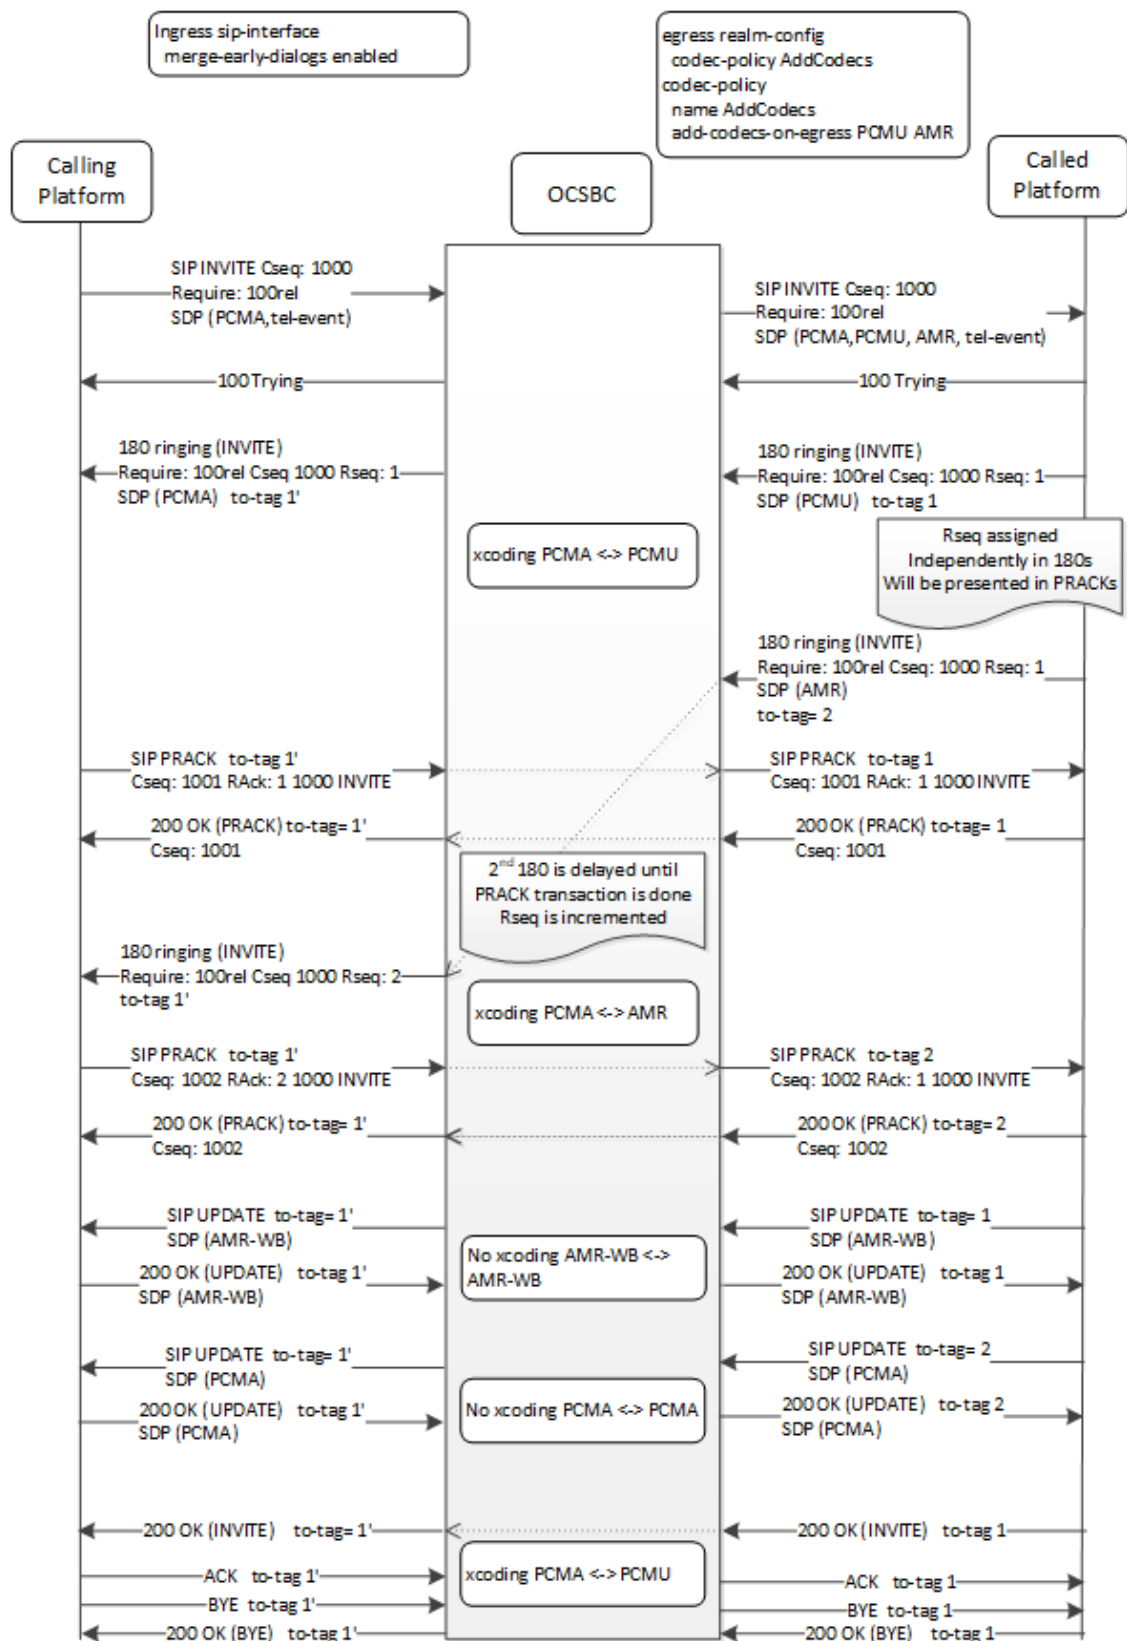 Ingress sip-interface
merge-early-dialogs enabled
egress realm-config
codec-policy AddCodecs
codec-policy
name AddCodecs
add-codecs-on-egress PCMU AMR
Calling
Platform
OCSBC
Called
Platform
SIP INVITE Cseq: 1000
Require: 100rel
SDP (PCMA,tel-event)
SIP INVITE Cseq: 1000
Require: 100rel
SDP (PCMA,PCMU, AMR, tel-event)
100 Trying
100 Trying
180 ringing (INVITE)
Require: 100rel Cseq 1000 Rseq: 1
SDP (PCMA) to-tag 1'
180 ringing (INVITE)
Require: 100rel Cseq: 1000 Rseq: 1
SDP (PCMU) to-tag 1
xcoding PCMA <-> PCMU
Rseq assigned
Independently in 180s
Will be presented in PRACKs
180 ringing (INVITE)
Require: 100rel Cseq: 1000 Rseq: 1
SDP (AMR)
to-tag= 2
SIP PRACK to-tag 1'
Cseq: 1001 RAck: 1 1000 INVITE
SIP PRACK to-tag 1
Cseq: 1001 RAck: 1 1000 INVITE
200 OK (PRACK) to-tag= 1'
Cseq: 1001
200 OK (PRACK) to-tag= 1
Cseq: 1001
2nd 180 is delayed until
PRACK transaction is done
Rseq is incremented
180 ringing (INVITE)
Require: 100rel Cseq 1000 Rseq: 2
to-tag 1'
xcoding PCMA <-> AMR
SIP PRACK to-tag 1'
Cseq: 1002 RAck: 2 1000 INVITE
SIP PRACK to-tag 2
Cseq: 1002 RAck: 1 1000 INVITE
200 OK (PRACK) to-tag= 1'
Cseq: 1002
200 OK (PRACK) to-tag= 2
Cseq: 1002
SIP UPDATE to-tag= 1'
SDP (AMR-WB)
SIP UPDATE to-tag= 1
SDP (AMR-WB)
No xcoding AMR-WB <->
AMR-WB
200 OK (UPDATE) to-tag 1'
SDP (AMR-WB)
200 OK (UPDATE) to-tag 1
SDP (AMR-WB)
SIP UPDATE to-tag= 1'
SDP (PCMA)
SIP UPDATE to-tag= 2
SDP (PCMA)
No xcoding PCMA <-> PCMA
200 OK (UPDATE) to-tag 1'
SDP (PCMA)
200 OK (UPDATE) to-tag 2
SDP (PCMA)
200 OK (INVITE) to-tag= 1'
200 OK (INVITE) to-tag 1
xcoding PCMA <-> PCMU
ACK to-tag 1'
ACK to-tag 1
BYE to-tag 1'
BYE to-tag 1
200 OK (BYE) to-tag 1'
200 OK (BYE) to-tag 1